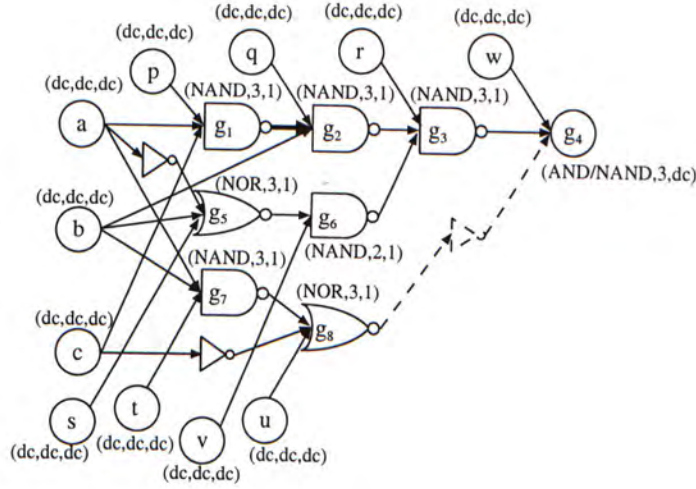 (dc,dc,dc)
(dc,dc,dc)
(dc,dc,dc)
(dc,dc,dc)
p
q
r
w
(dc,dc,dc)
(NAND,3,1)
(NAND,3,1)
(NAND,3,1)
a
g₁
g₂
g₃
g₄
(AND/NAND,3,dc)
(dc,dc,dc)
(NOR,3,1)
b
g₅
g₆
(NAND,3,1)
(NAND,2,1)
g₇
(NOR,3,1)
(dc,dc,dc)
g₈
c
s
t
v
u
(dc,dc,dc)
(dc,dc,dc)
(dc,dc,dc)
(dc,dc,dc)